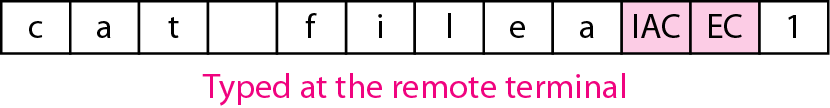 c a t f i l e a IAC EC 1
Typed at the remote terminal